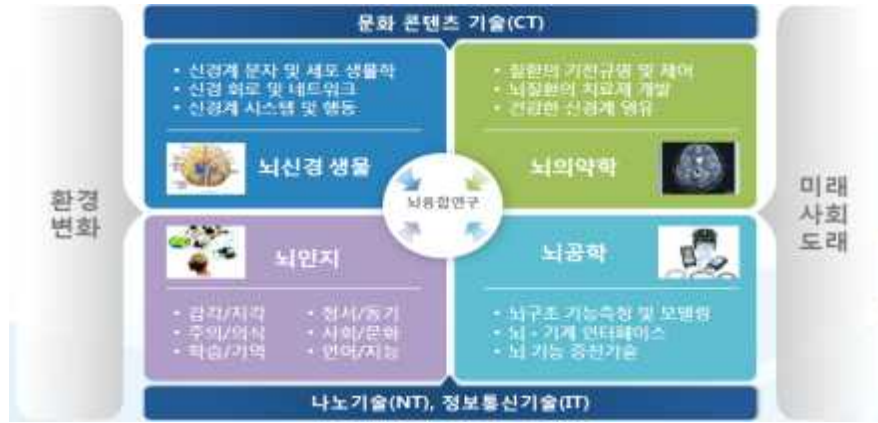 문화 콘텐츠 기술(CT)
환경
변화
• 신경계 분자 및 세포 생물학
• 신경 회로 및 네트워크
• 신경계 시스템 및 행동
뇌신경 생물
• 질환의 기전규명 및 제어
• 뇌질환의 치료제 개발
• 건강한 신경계 영유
뇌의약학
뇌융합연구
뇌인지
• 감각/지각
• 주의/의식
• 학습/기억
• 정서/동기
• 사회/문화
• 언어/지능
뇌공학
• 뇌구조 기능측정 및 모델링
• 뇌 - 기계 인터페이스
• 뇌 기능 증진기술
미래
사회
도래
나노기술(NT), 정보통신기술(IT)